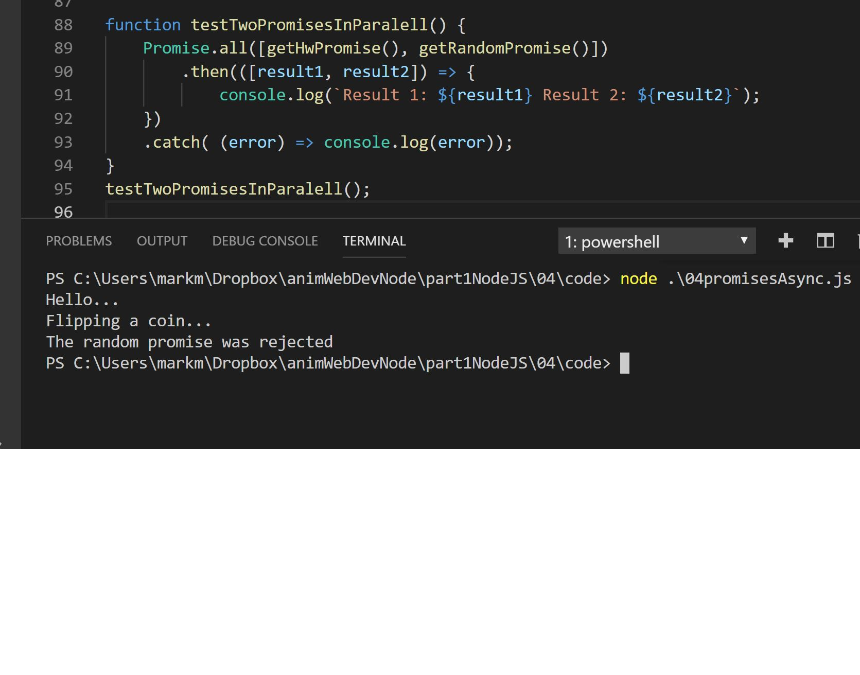 87
88 function testTwoPromisesInParalell() {
89 Promise.all([getHwPromise(), getRandomPromise()])
90 .then(([result1, result2]) => {
91 console.log(`Result 1: ${result1} Result 2: ${result2}`);
92 })
93 .catch( (error) => console.log(error));
94 }
95 testTwoPromisesInParalell();
96
PROBLEMS OUTPUT DEBUG CONSOLE TERMINAL 1: powershell
PS C:\Users\markm\Dropbox\animWebDevNode\part1NodeJS\04\code> node .\04promisesAsync.js
Hello...
Flipping a coin...
The random promise was rejected
PS C:\Users\markm\Dropbox\animWebDevNode\part1NodeJS\04\code>